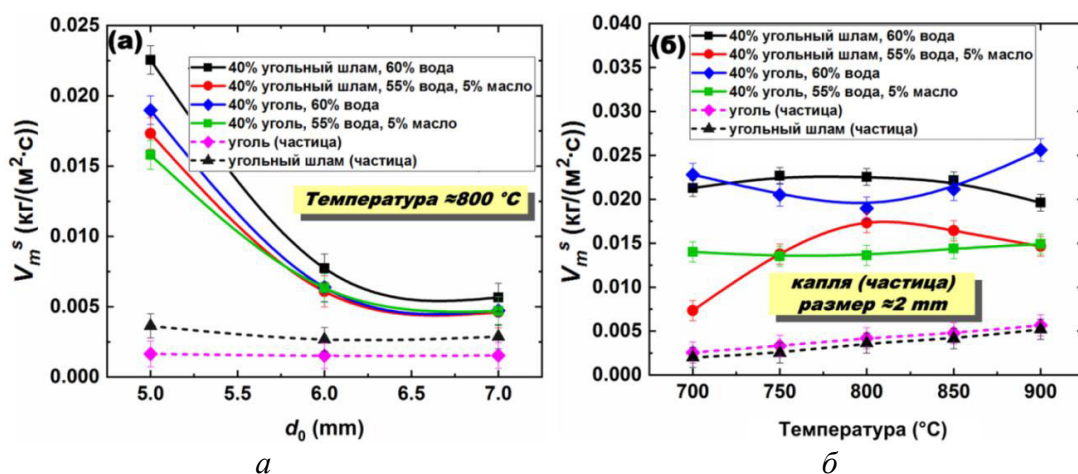 (а)
40% угольный шлам, 60% вода
40% угольный шлам, 55% вода, 5% масло
40% уголь, 60% вода
40% уголь, 55% вода, 5% масло
уголь (частица)
угольный шлам (частица)
Температура ≈800 °C
0.025
0.020
0.015
0.010
0.005
0.000
Vmˢ (кг/(м²·с))
5.0 5.5 6.0 6.5 7.0
d₀ (mm)
а
(б)
40% угольный шлам, 60% вода
40% угольный шлам, 55% вода, 5% масло
40% уголь, 60% вода
40% уголь, 55% вода, 5% масло
уголь (частица)
угольный шлам (частица)
капля (частица)
размер ≈2 mm
0.040
0.035
0.030
0.025
0.020
0.015
0.010
0.005
0.000
Vmˢ (кг/(м²·с))
700 750 800 850 900
Температура (°C)
б